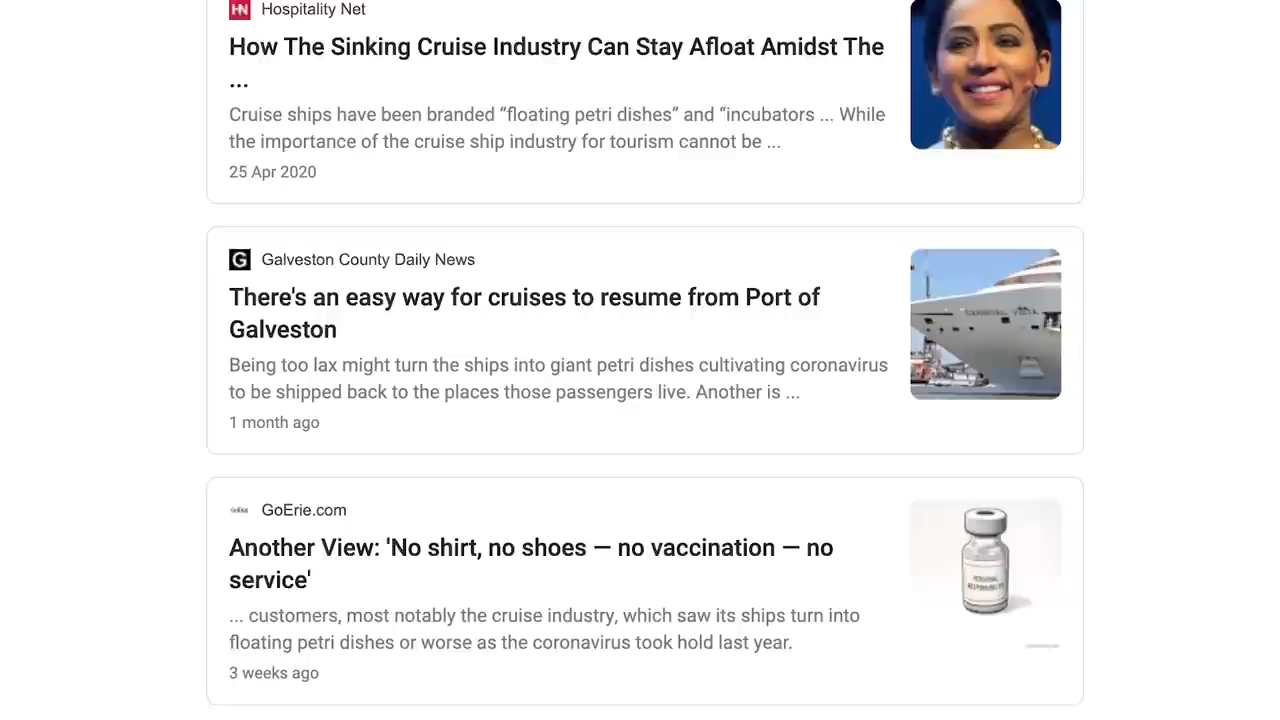 HN Hospitality Net
How The Sinking Cruise Industry Can Stay Afloat Amidst The
...
Cruise ships have been branded “floating petri dishes” and “incubators ... While
the importance of the cruise ship industry for tourism cannot be ...
25 Apr 2020
G Galveston County Daily News
There's an easy way for cruises to resume from Port of
Galveston
Being too lax might turn the ships into giant petri dishes cultivating coronavirus
to be shipped back to the places those passengers live. Another is ...
1 month ago
GoErie.com
Another View: 'No shirt, no shoes — no vaccination — no
service'
... customers, most notably the cruise industry, which saw its ships turn into
floating petri dishes or worse as the coronavirus took hold last year.
3 weeks ago
PERSONAL
RESPONSIBILITY